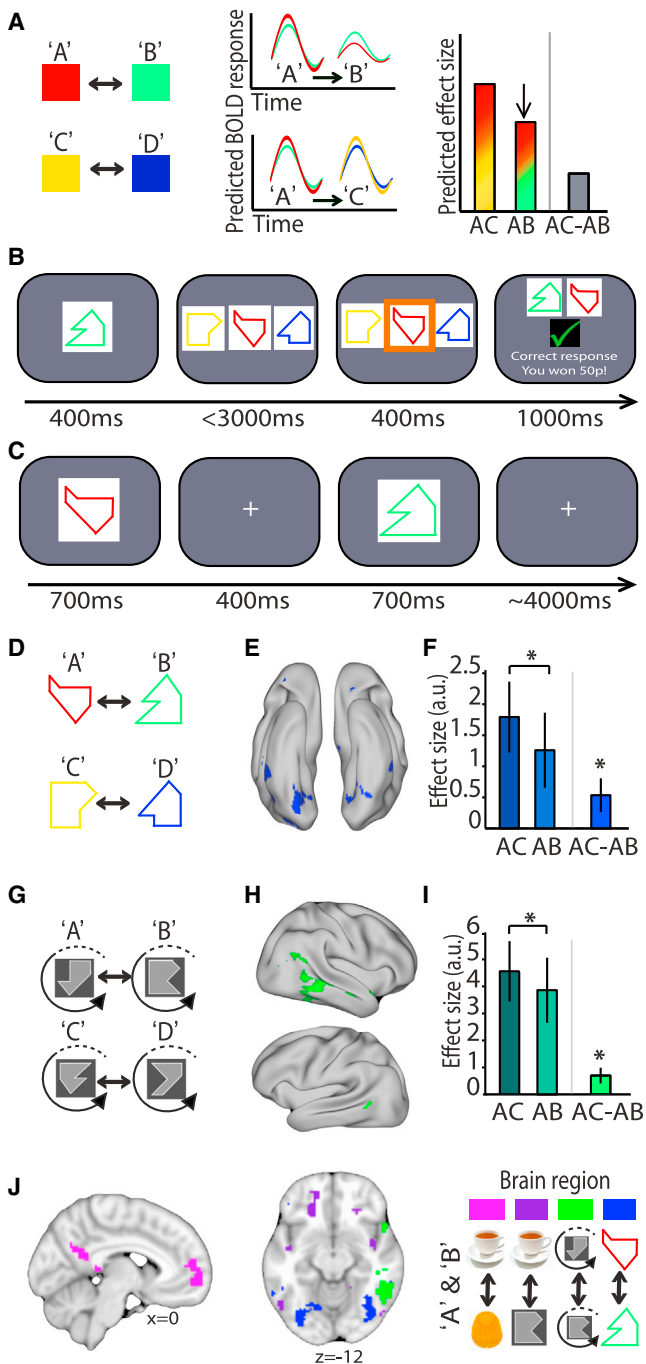 A
'A' 'B'
'C' 'D'
Predicted BOLD response
'A' 'B'
Time
'A' 'C'
Time
Predicted effect size
AC AB AC-AB
B
Correct response
You won 50p!
400ms <3000ms 400ms 1000ms
C
+ +
700ms 400ms 700ms ~4000ms
D
'A' 'B'
'C' 'D'
E
F
Effect size (a.u.)
2.5
2
1.5
1
0.5
0
*
*
AC AB AC-AB
G
'A' 'B'
'C' 'D'
H
I
Effect size (a.u.)
6
5
4
3
2
1
0
*
*
AC AB AC-AB
J
x=0
z=-12
Brain region
'A' & 'B'